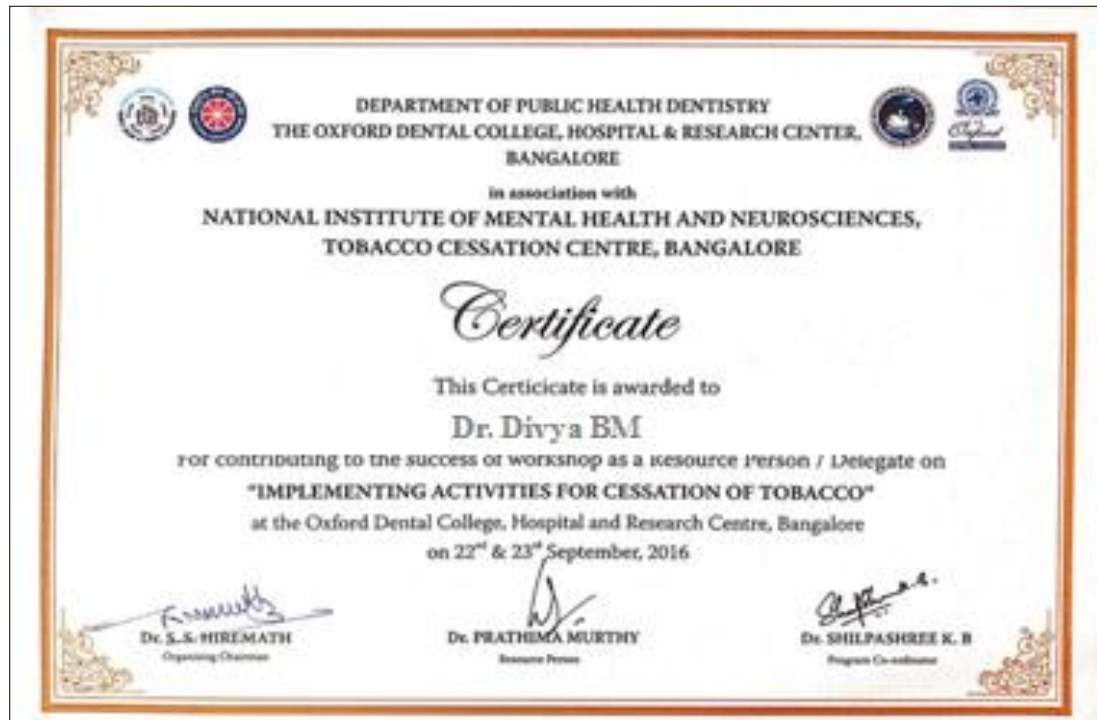 DEPARTMENT OF PUBLIC HEALTH DENTISTRY
THE OXFORD DENTAL COLLEGE, HOSPITAL & RESEARCH CENTER,
BANGALORE
in association with
NATIONAL INSTITUTE OF MENTAL HEALTH AND NEUROSCIENCES,
TOBACCO CESSATION CENTRE, BANGALORE
Certificate
This Certicicate is awarded to
Dr. Divya BM
For contributing to the success of workshop as a Resource Person / Delegate on
"IMPLEMENTING ACTIVITIES FOR CESSATION OF TOBACCO"
at the Oxford Dental College, Hospital and Research Centre, Bangalore
on 22nd & 23rd September, 2016
Dr. S.S. HIREMATH
Organizing Chairman
Dr. PRATHIMA MURTHY
Resource Person
Dr. SHILPASHREE K. B
Program Co-ordinator
Oxford